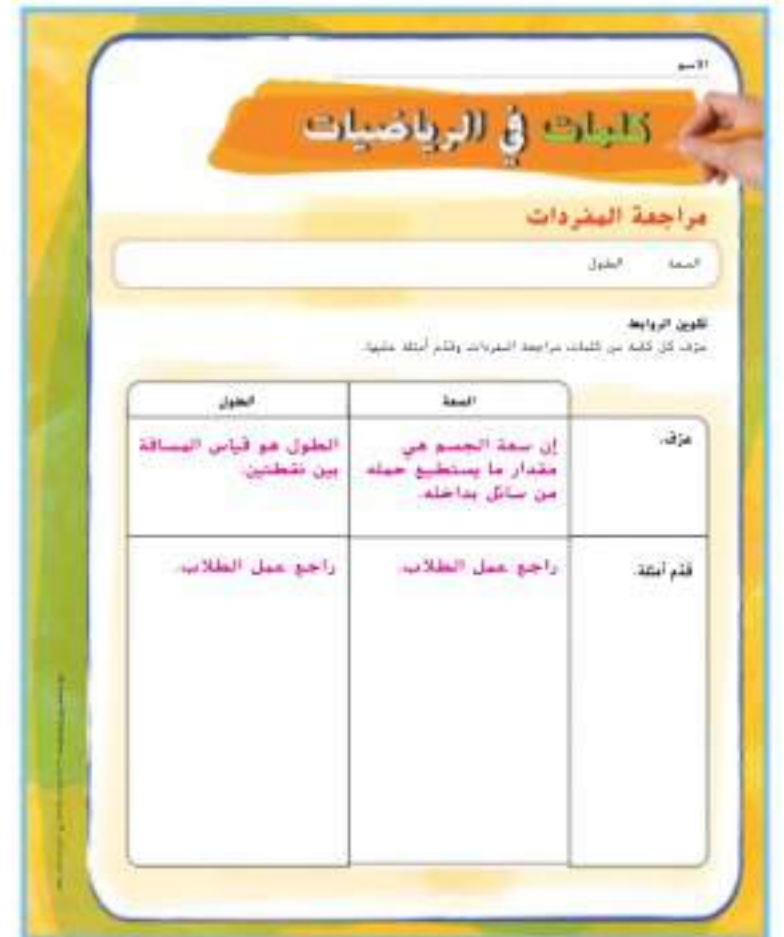 الاسم
كلمات في الرياضيات
مراجعة المفردات
السعة الطول
تكوين الروابط
عرّف كل كلمة من كلمات مراجعة المفردات وقدّم أمثلة عليها.
السعة الطول
عرّف.
إن سعة الجسم هي
مقدار ما يستطيع حمله
من سائل بداخله.
الطول هو قياس المسافة
بين نقطتين.
قدّم أمثلة.
راجع عمل الطلاب.
راجع عمل الطلاب.